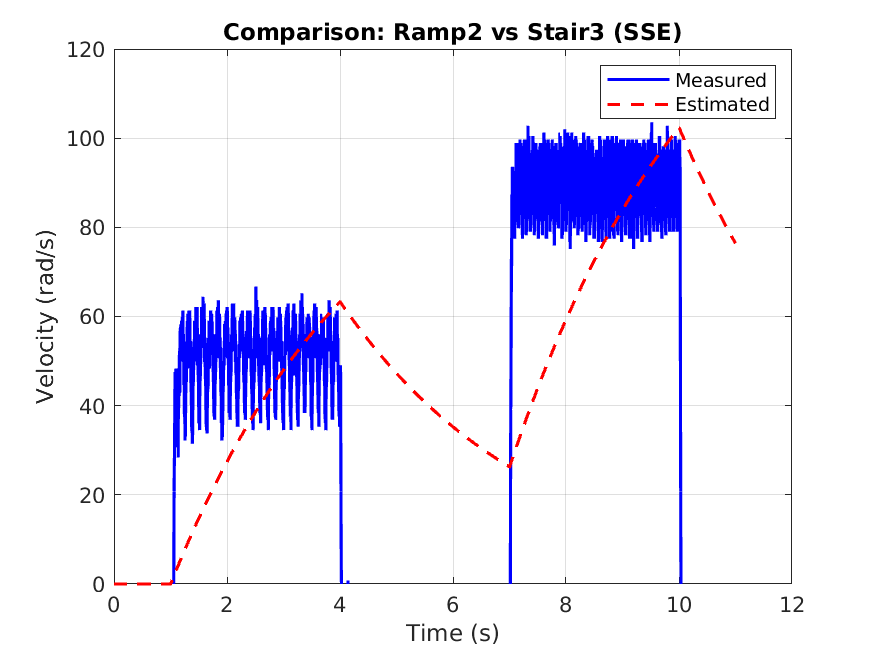 Comparison: Ramp2 vs Stair3 (SSE)
Measured
Estimated
Velocity (rad/s)
120
100
80
60
40
20
0
0 2 4 6 8 10 12
Time (s)